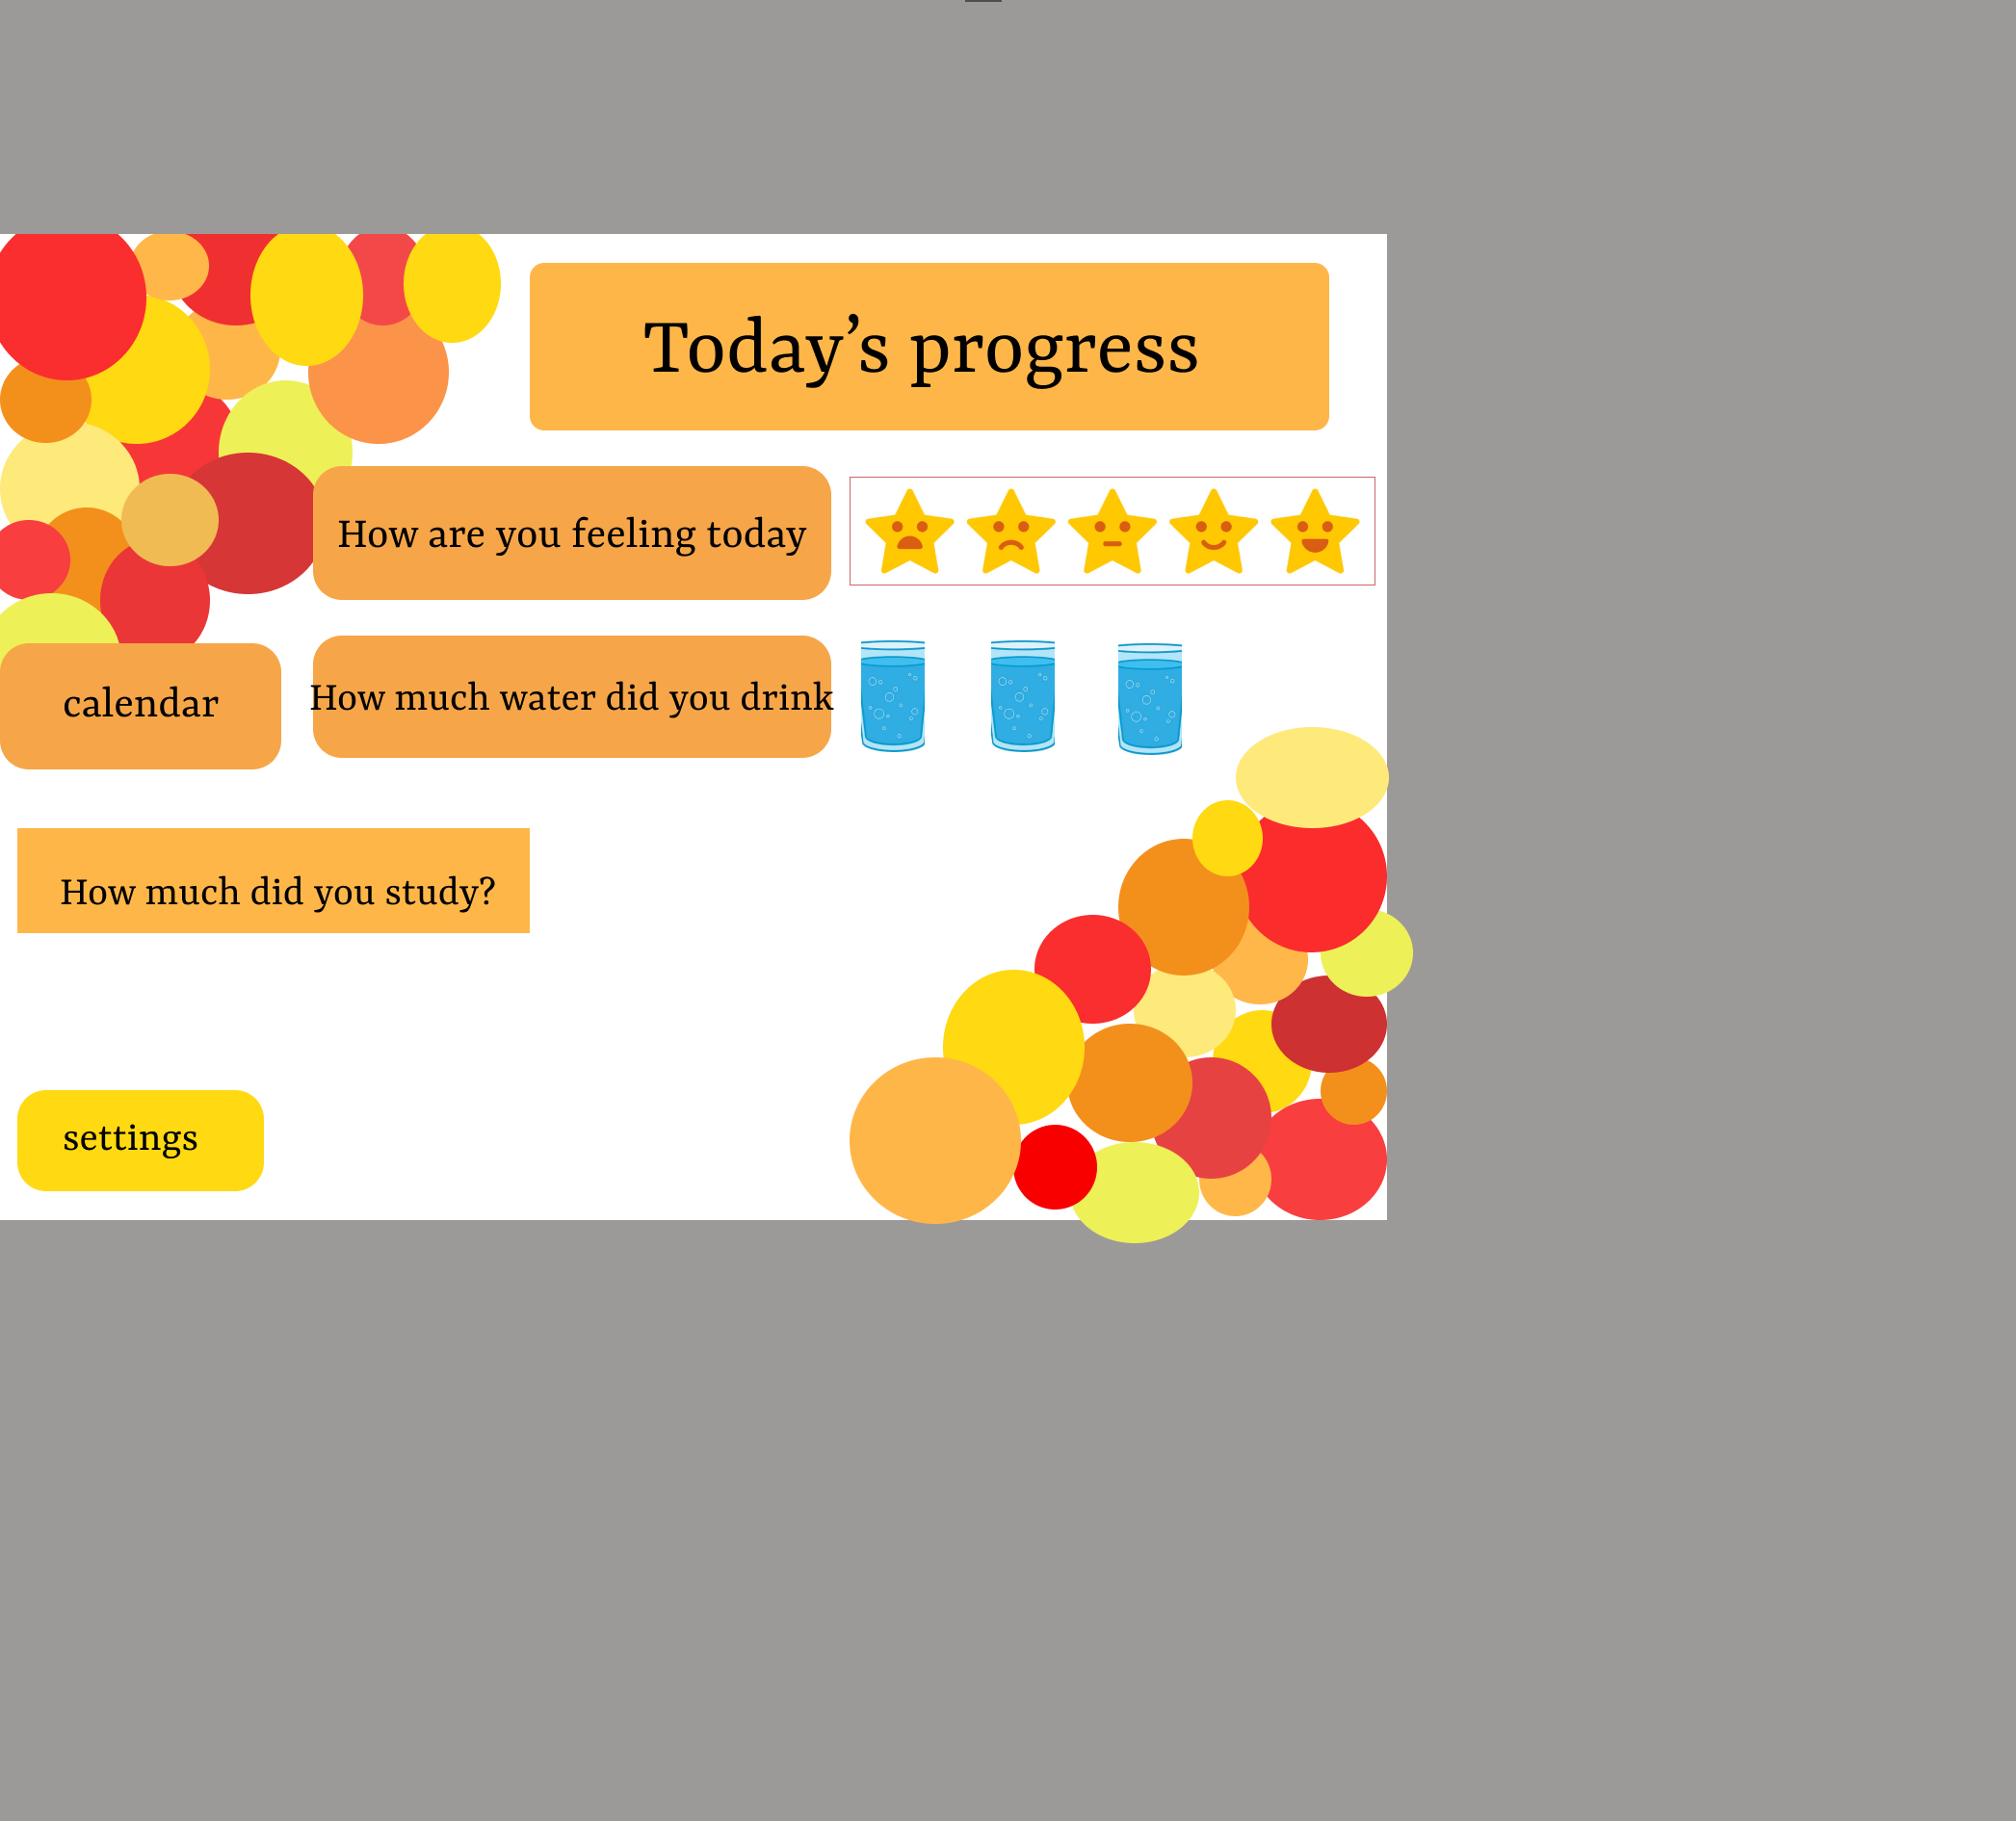 Today’s progress
How are you feeling today
calendar
How much water did you drink
How much did you study?
settings